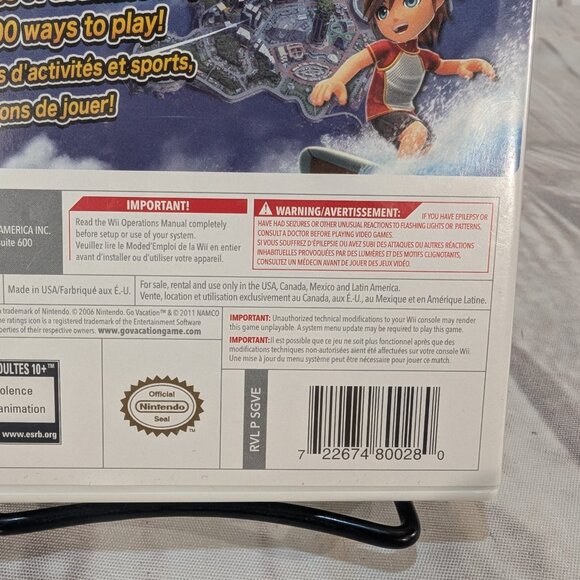 00 ways to play!
d'activités et sports,
ons de jouer!
AMERICA INC.
uite 600
IMPORTANT!
Read the Wii Operations Manual completely
before setup or use of your system.
Veuillez lire le Moded'Emploi de la Wii en entier
avant d'installer ou d'utiliser votre appareil.
WARNING/AVERTISSEMENT: IF YOU HAVE EPILEPSY OR
HAVE HAD SEIZURES OR OTHER UNUSUAL REACTIONS TO FLASHING LIGHTS OR PATTERNS,
CONSULT A DOCTOR BEFORE PLAYING VIDEO GAMES.
SI VOUS SOUFFREZ D'ÉPILEPSIE OU AVEZ SUBI DES ATTAQUES OU AUTRES RÉACTIONS
INHABITUELLES PROVOQUÉES PAR DES LUMIÈRES ET DES MOTIFS CLIGNOTANTS,
CONSULTEZ UN MÉDECIN AVANT DE JOUER DES JEUX VIDÉO.
Made in USA/Fabriqué aux É.-U.
For sale, rental and use only in the USA, Canada, Mexico and Latin America.
Vente, location et utilisation exclusivement au Canada, aux É.-U., au Mexique et en Amérique Latine.
trademark of Nintendo. © 2006 Nintendo. Go Vacation™ & © 2011 NAMCO
ratings icon is a registered trademark of the Entertainment Software
perties of their respective owners. www.govacationgame.com
IMPORTANT: Unauthorized technical modifications to your Wii console may render
this game unplayable. A system menu update may be required to play this game.
IMPORTANT: Il est possible que ce jeu ne soit plus fonctionnel après que des
modifications techniques non-autorisées aient été affectuées sur votre console Wii.
Une mise à jour du menu système peut être nécessaire pour jouer ce match.
DULTES 10+™
iolence
animation
www.esrb.org
Official
Nintendo
Seal
RVL P SGVE
7 22674 80028 0